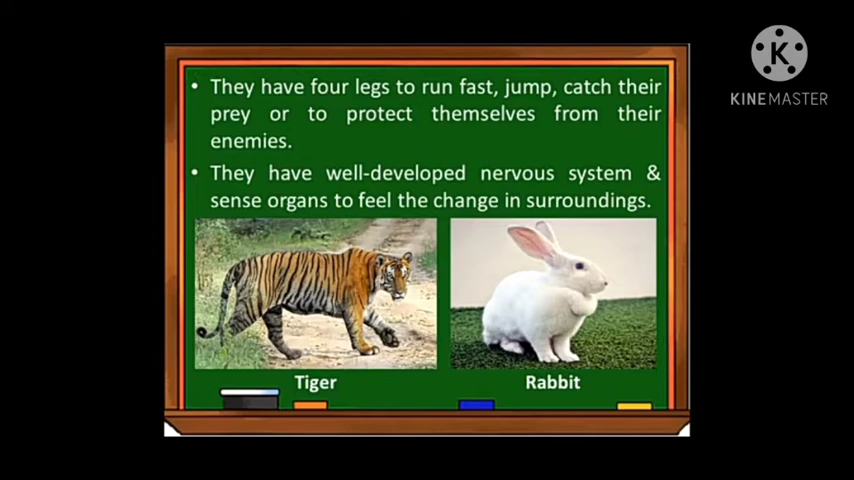 • They have four legs to run fast, jump, catch their
prey or to protect themselves from their
enemies.
• They have well-developed nervous system &
sense organs to feel the change in surroundings.
Tiger
Rabbit
K
KINEMASTER